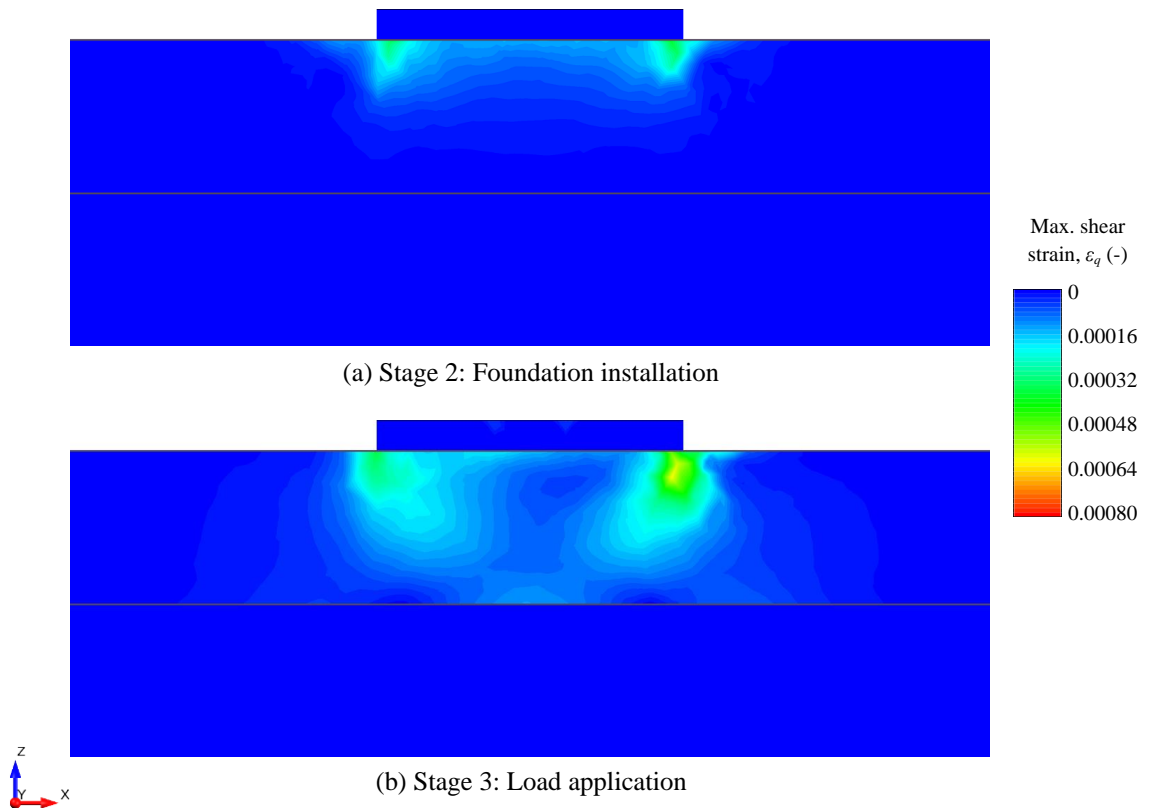 Max. shear
strain, εq (-)
0
0.00016
0.00032
0.00048
0.00064
0.00080
(a) Stage 2: Foundation installation
(b) Stage 3: Load application
Z
Y
X